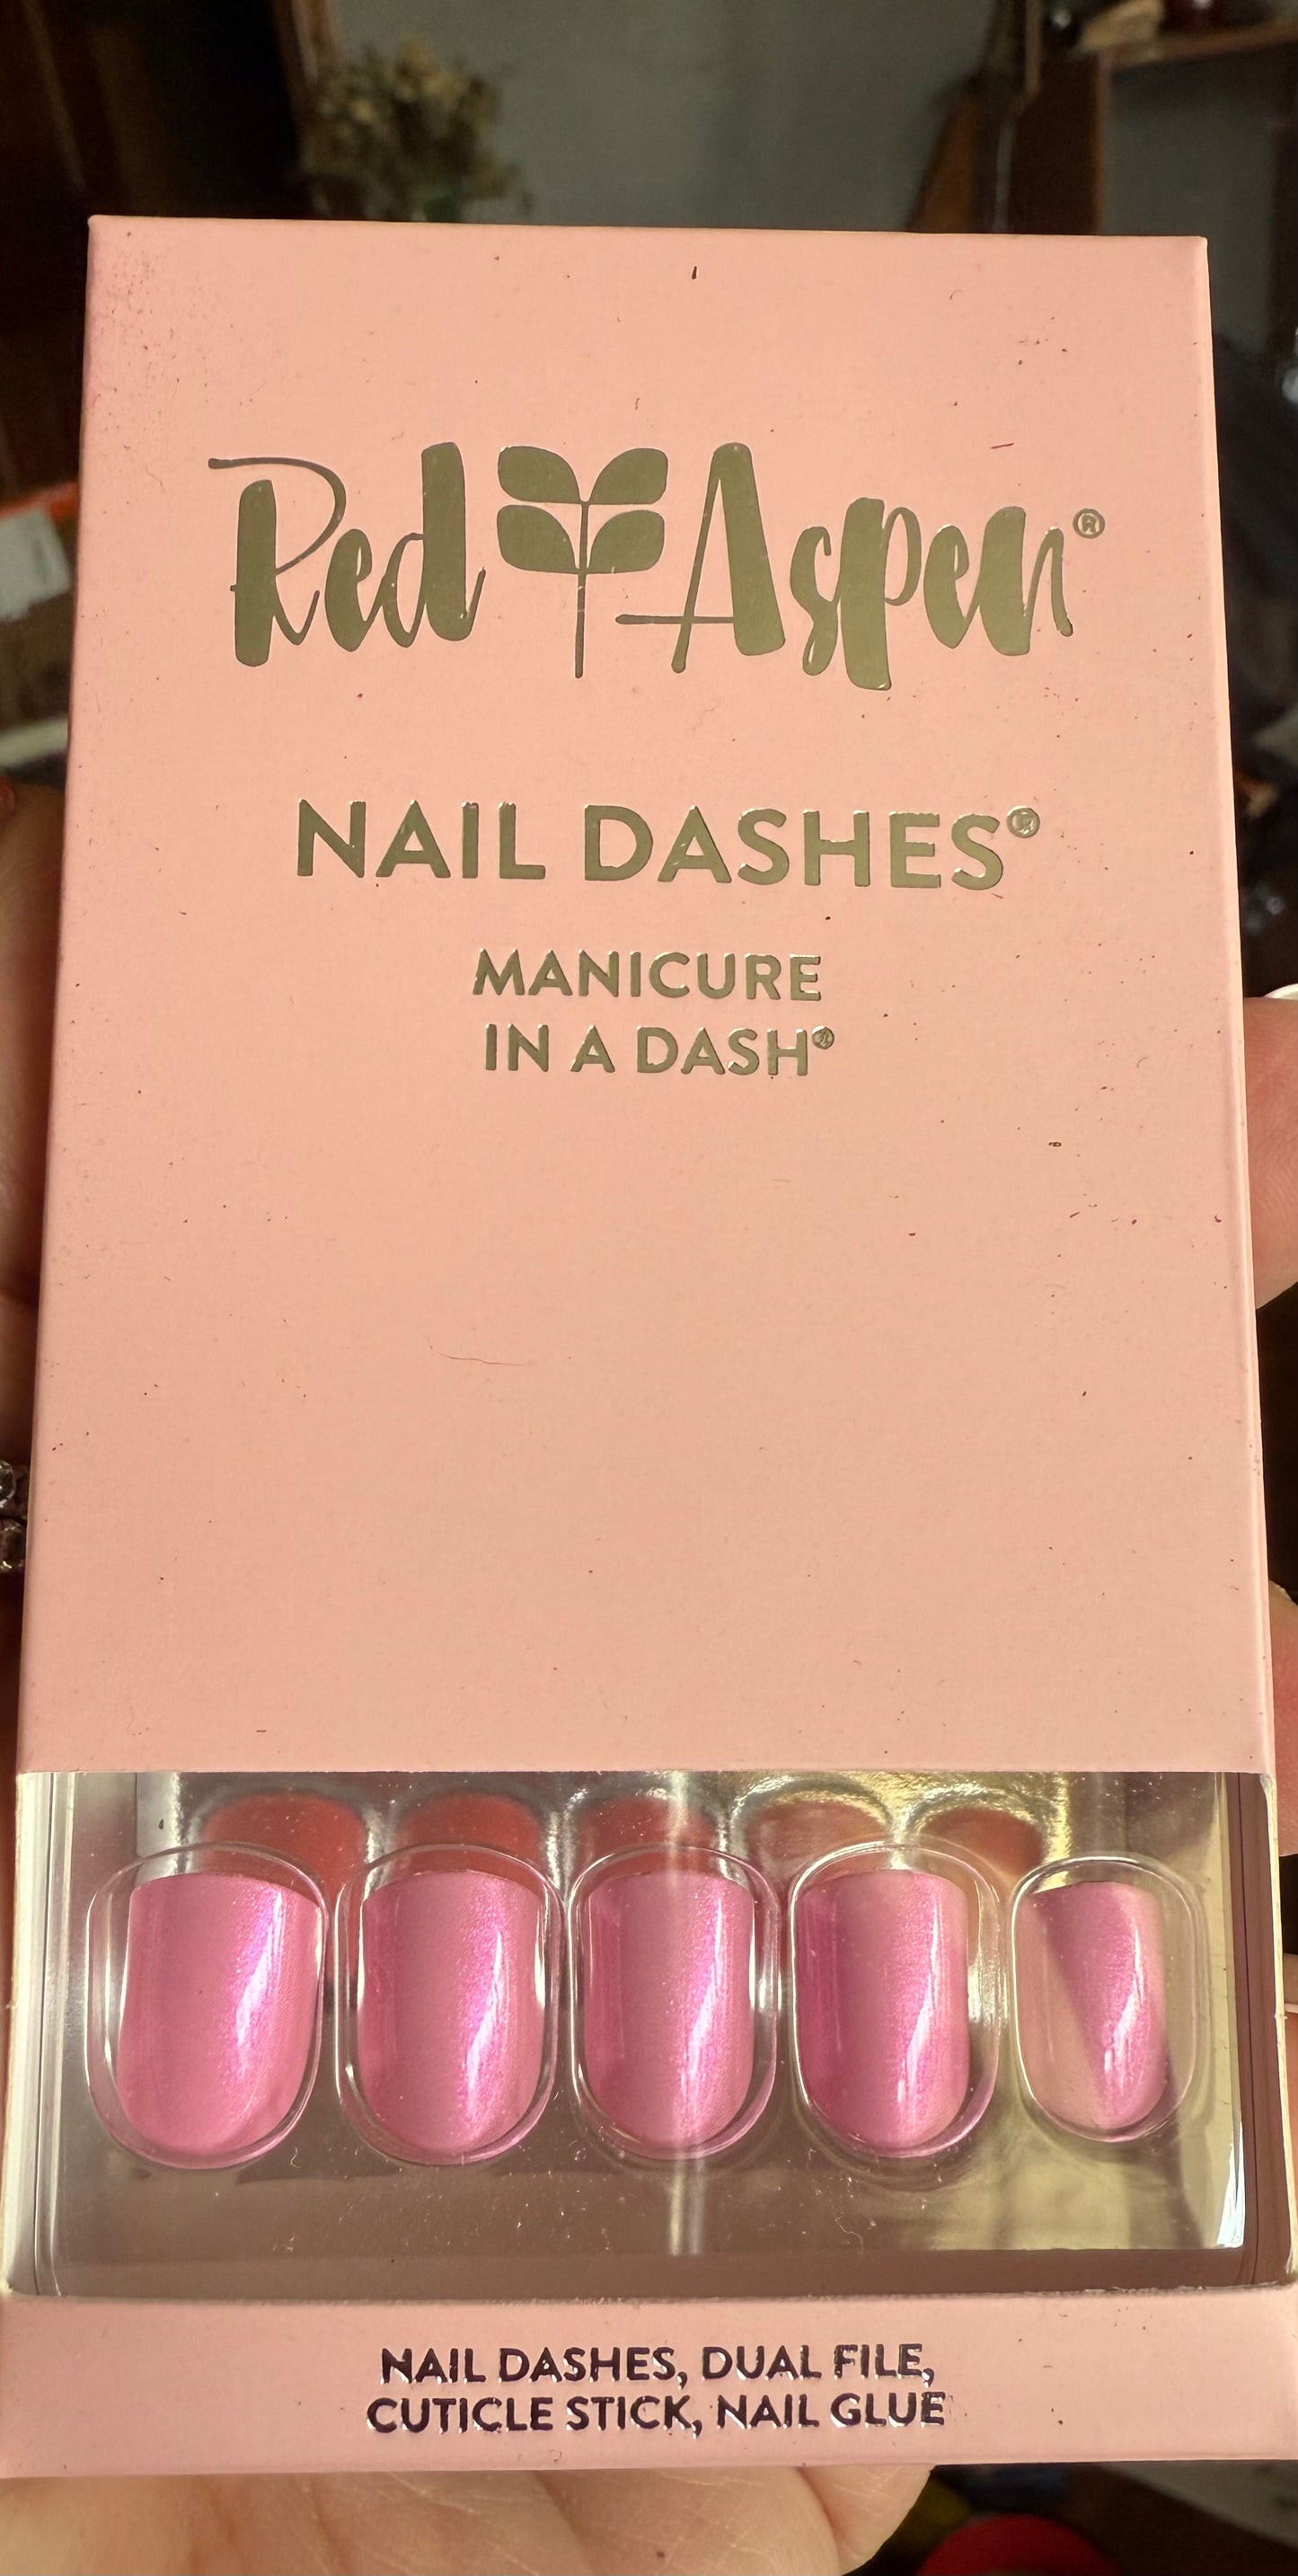 Red Aspen®
NAIL DASHES®
MANICURE
IN A DASH®
NAIL DASHES, DUAL FILE,
CUTICLE STICK, NAIL GLUE